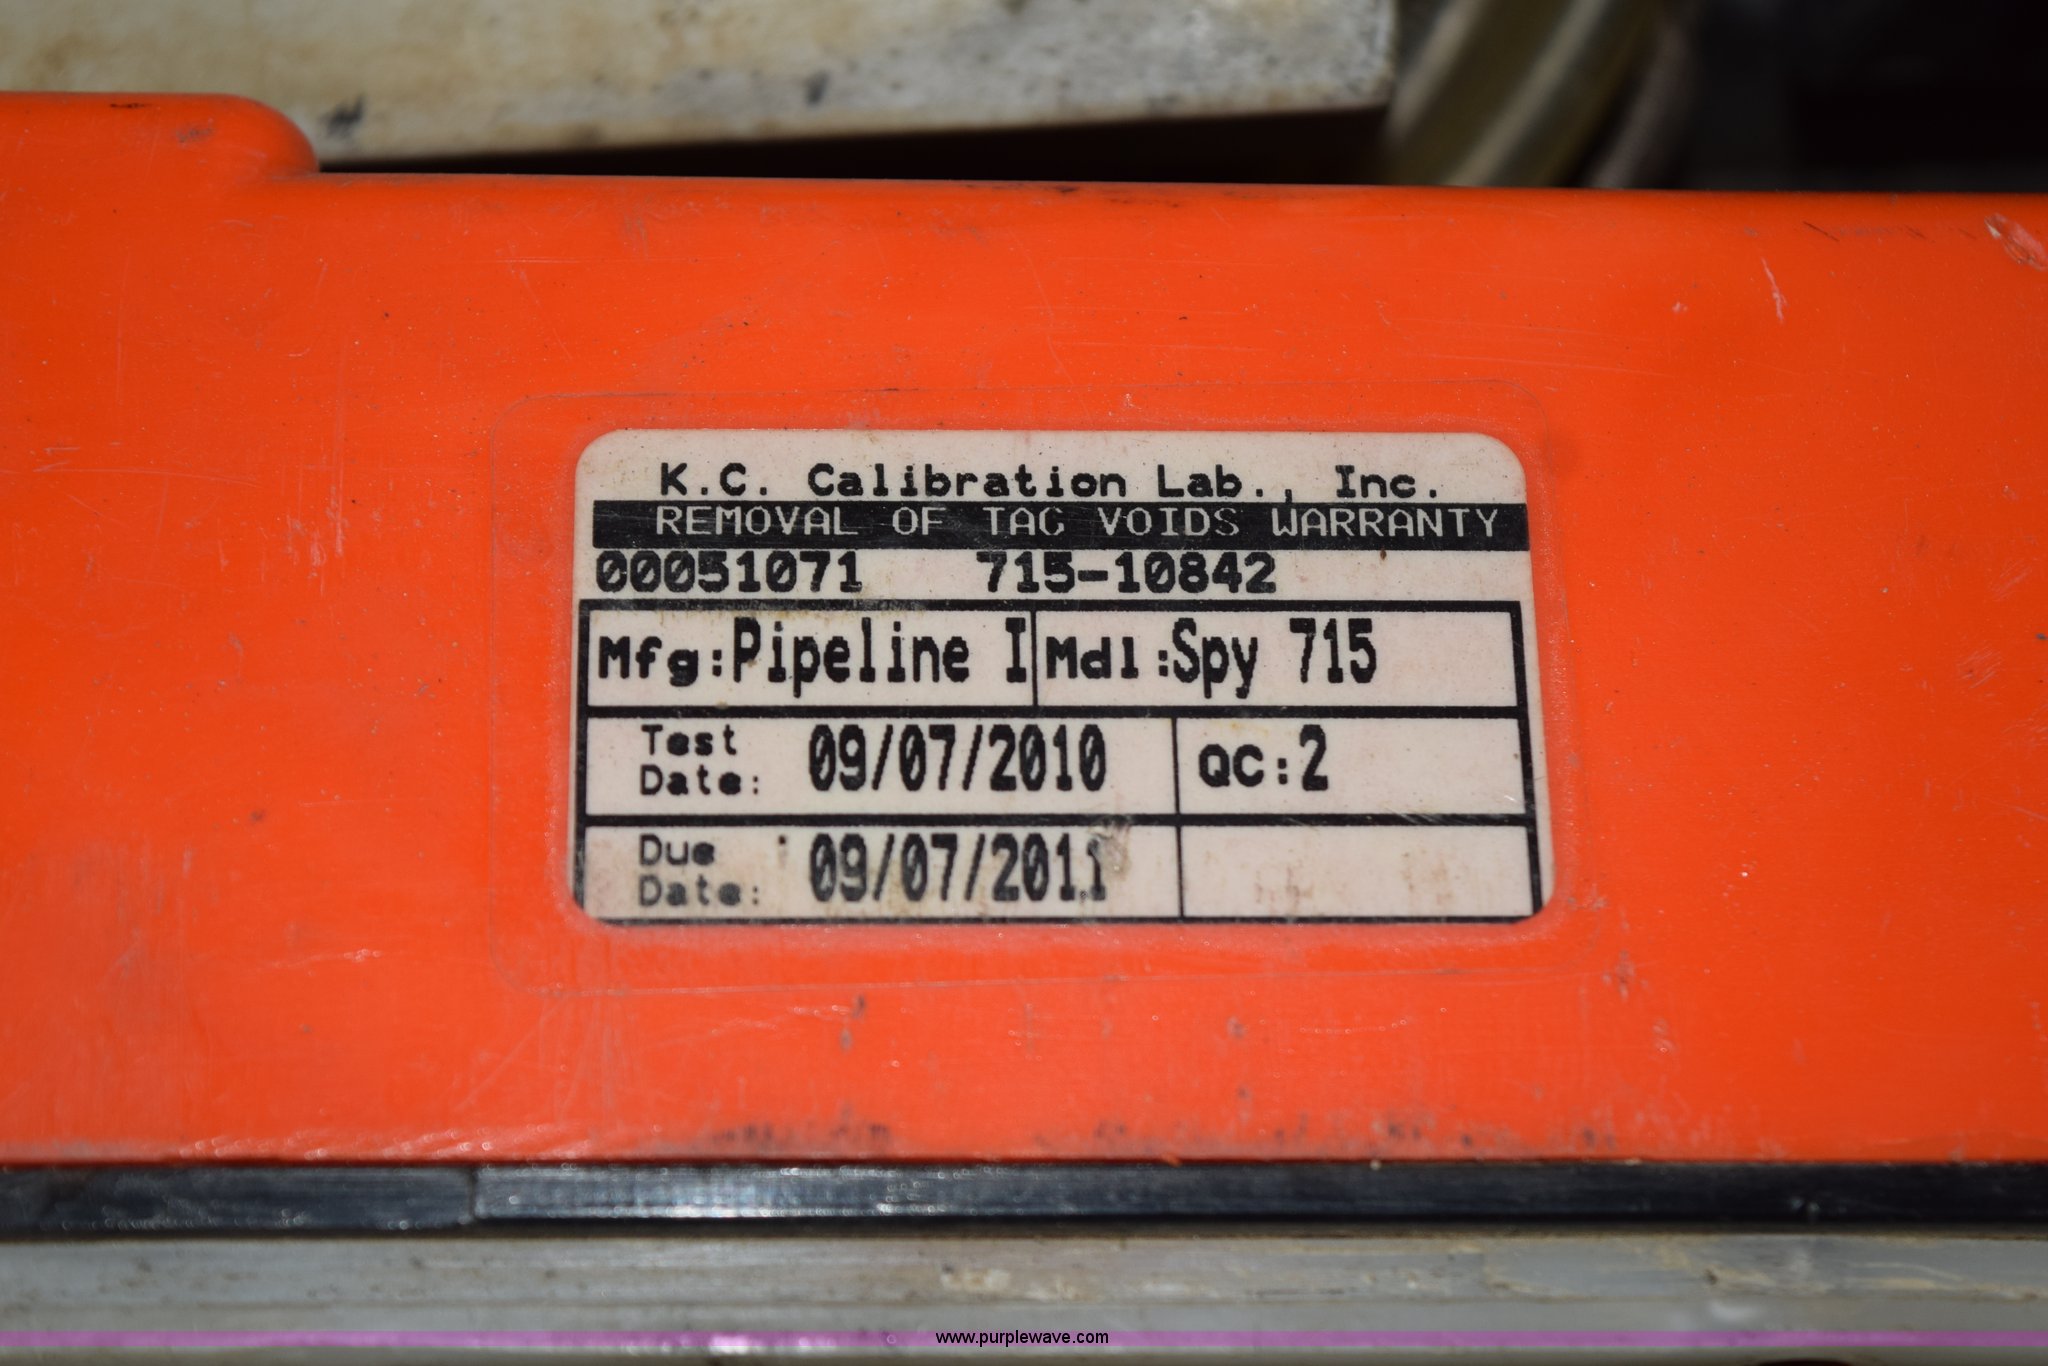 K.C. Calibration Lab., Inc.
REMOVAL OF TAG VOIDS WARRANTY
00051071 715-10842
Mfg:Pipeline I Mdl:Spy 715
Test Date: 09/07/2010 QC:2
Due Date: 09/07/2011
www.purplewave.com